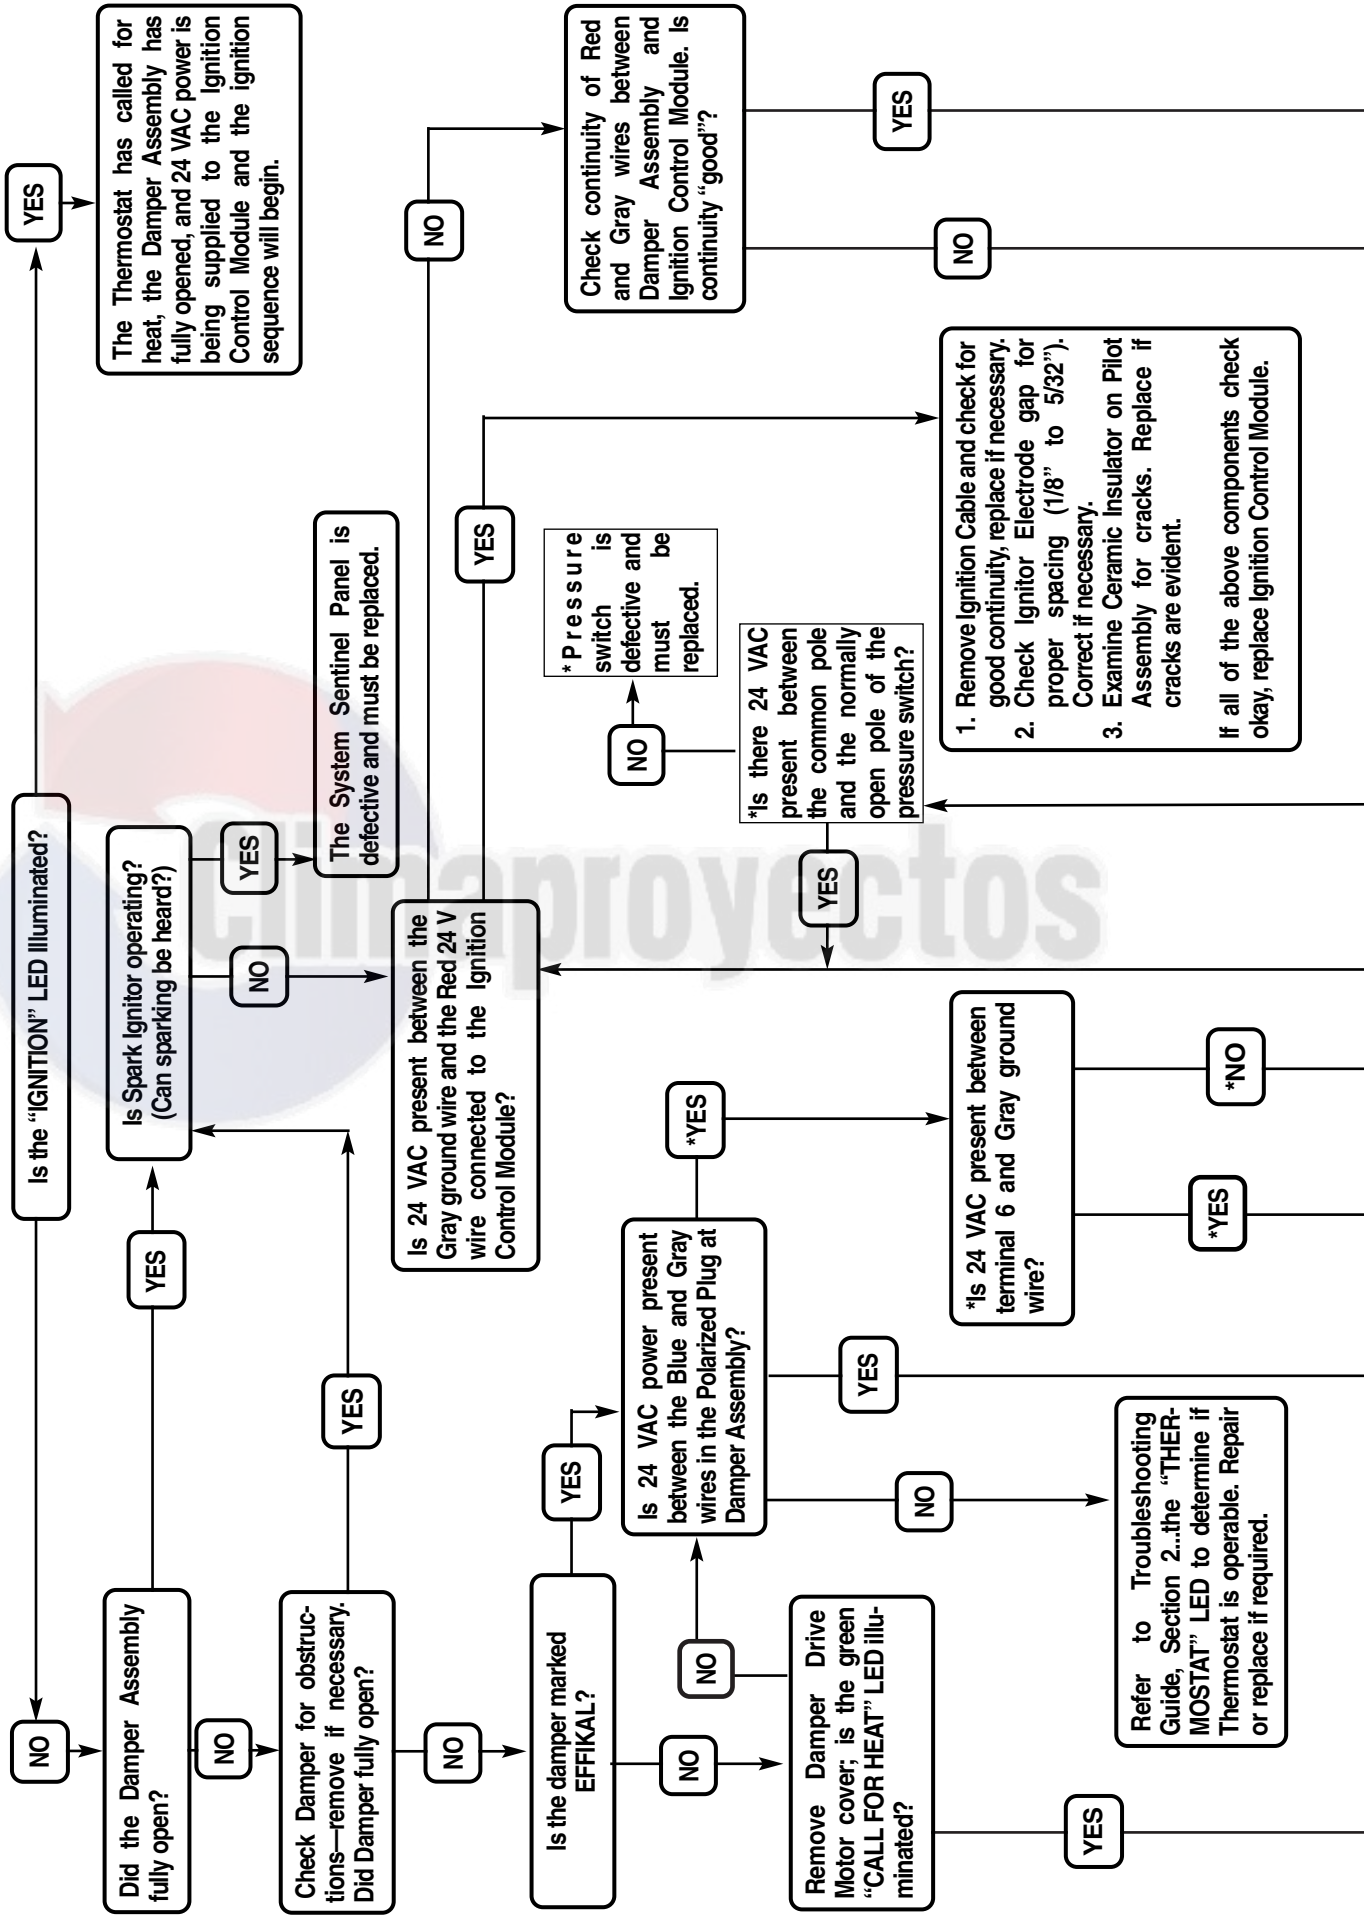 Is the “IGNITION” LED Illuminated?
YES
The Thermostat has called for
heat, the Damper Assembly has
fully opened, and 24 VAC power is
being supplied to the Ignition
Control Module and the ignition
sequence will begin.
NO
Did the Damper Assembly
fully open?
YES
Is Spark Ignitor operating?
(Can sparking be heard?)
YES
The System Sentinel Panel is
defective and must be replaced.
NO
NO
Check Damper for obstruc-
tions—remove if necessary.
Did Damper fully open?
YES
Is 24 VAC present between the
Gray ground wire and the Red 24 V
wire connected to the Ignition
Control Module?
NO
Check continuity of Red
and Gray wires between
Damper Assembly and
Ignition Control Module. Is
continuity “good”?
YES
NO
YES
1. Remove Ignition Cable and check for
good continuity, replace if necessary.
2. Check Ignitor Electrode gap for
proper spacing (1/8” to 5/32”).
Correct if necessary.
3. Examine Ceramic Insulator on Pilot
Assembly for cracks. Replace if
cracks are evident.
If all of the above components check
okay, replace Ignition Control Module.
NO
Is the damper marked
EFFIKAL?
YES
Is 24 VAC power present
between the Blue and Gray
wires in the Polarized Plug at
Damper Assembly?
*YES
*Is 24 VAC present between
terminal 6 and Gray ground
wire?
*YES
*NO
*Is there 24 VAC
present between
the common pole
and the normally
open pole of the
pressure switch?
NO
*Pressure
switch is
defective and
must be
replaced.
YES
NO
Remove Damper Drive
Motor cover; is the green
“CALL FOR HEAT” LED illu-
minated?
NO
YES
NO
Refer to Troubleshooting
Guide, Section 2...the “THER-
MOSTAT” LED to determine if
Thermostat is operable. Repair
or replace if required.
YES
Climaproyectos